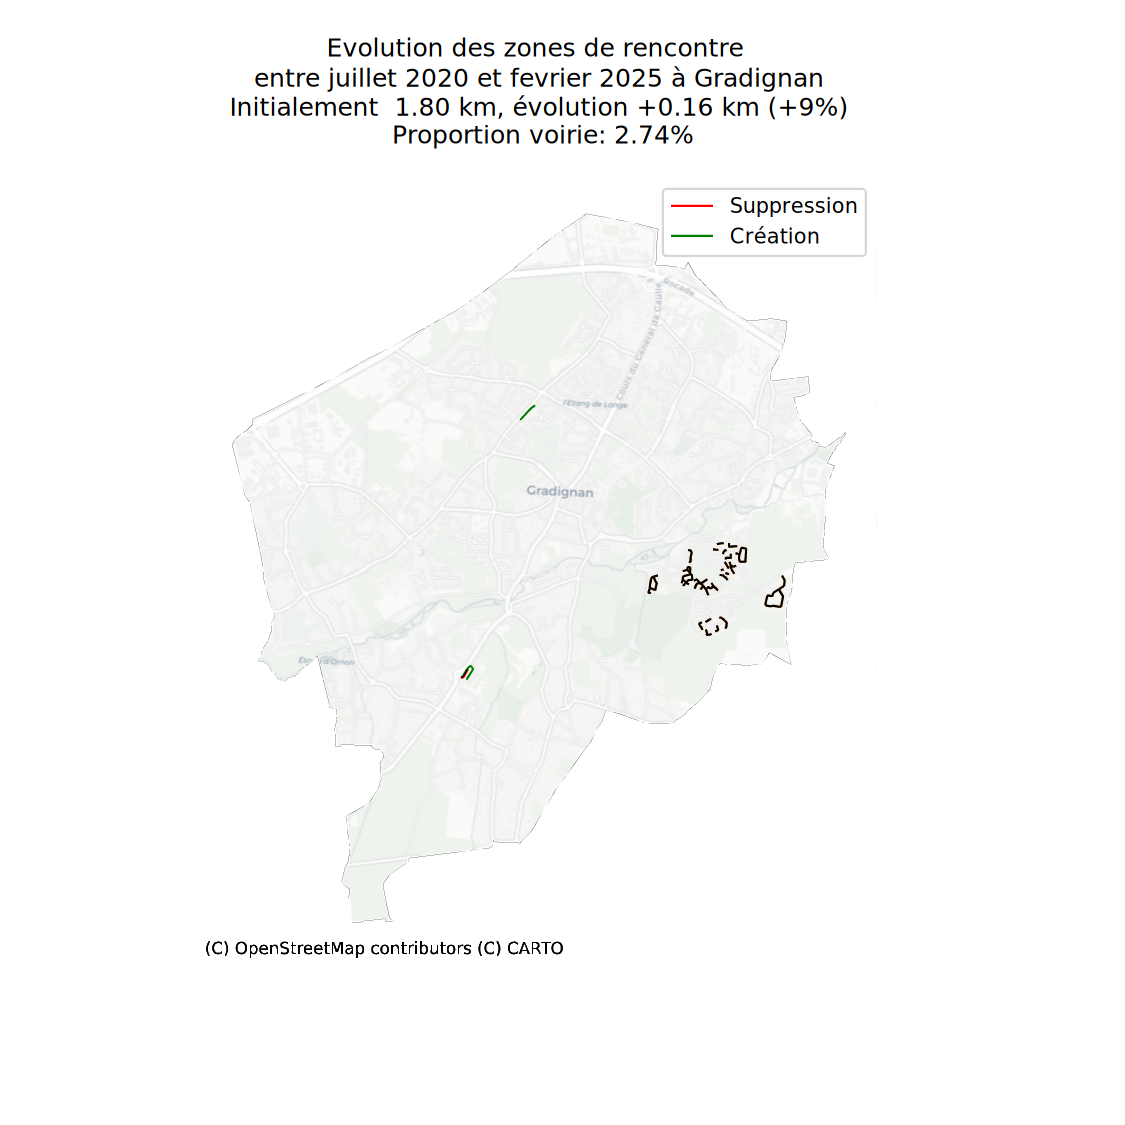 Evolution des zones de rencontre
entre juillet 2020 et fevrier 2025 à Gradignan
Initialement  1.80 km, évolution +0.16 km (+9%)
Proportion voirie: 2.74%
Suppression
Création
Rocade
Cours du Général de Gaulle
l'Etang de Lange
Gradignan
d'Ornon
(C) OpenStreetMap contributors (C) CARTO